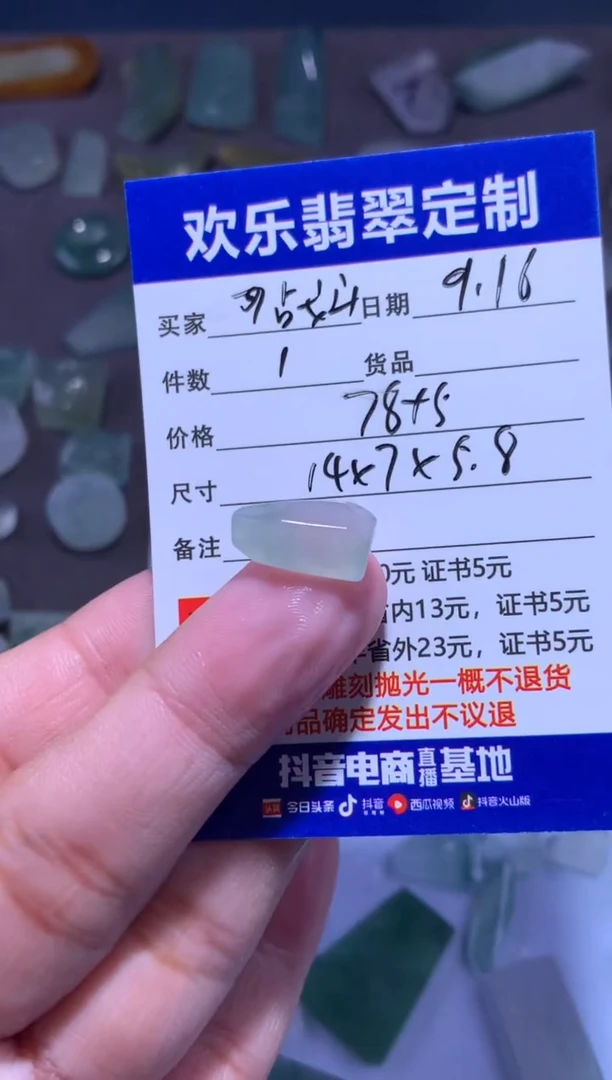 欢乐翡翠定制
买家 日期 9.16
件数 1 货品
价格 78+5
尺寸 14x7x5.8
备注
0元 证书5元
省内13元，证书5元
省外23元，证书5元
雕刻抛光一概不退货
品确定发出不议退
抖音电商直播基地
头条 今日头条 抖音 西瓜视频 抖音火山版